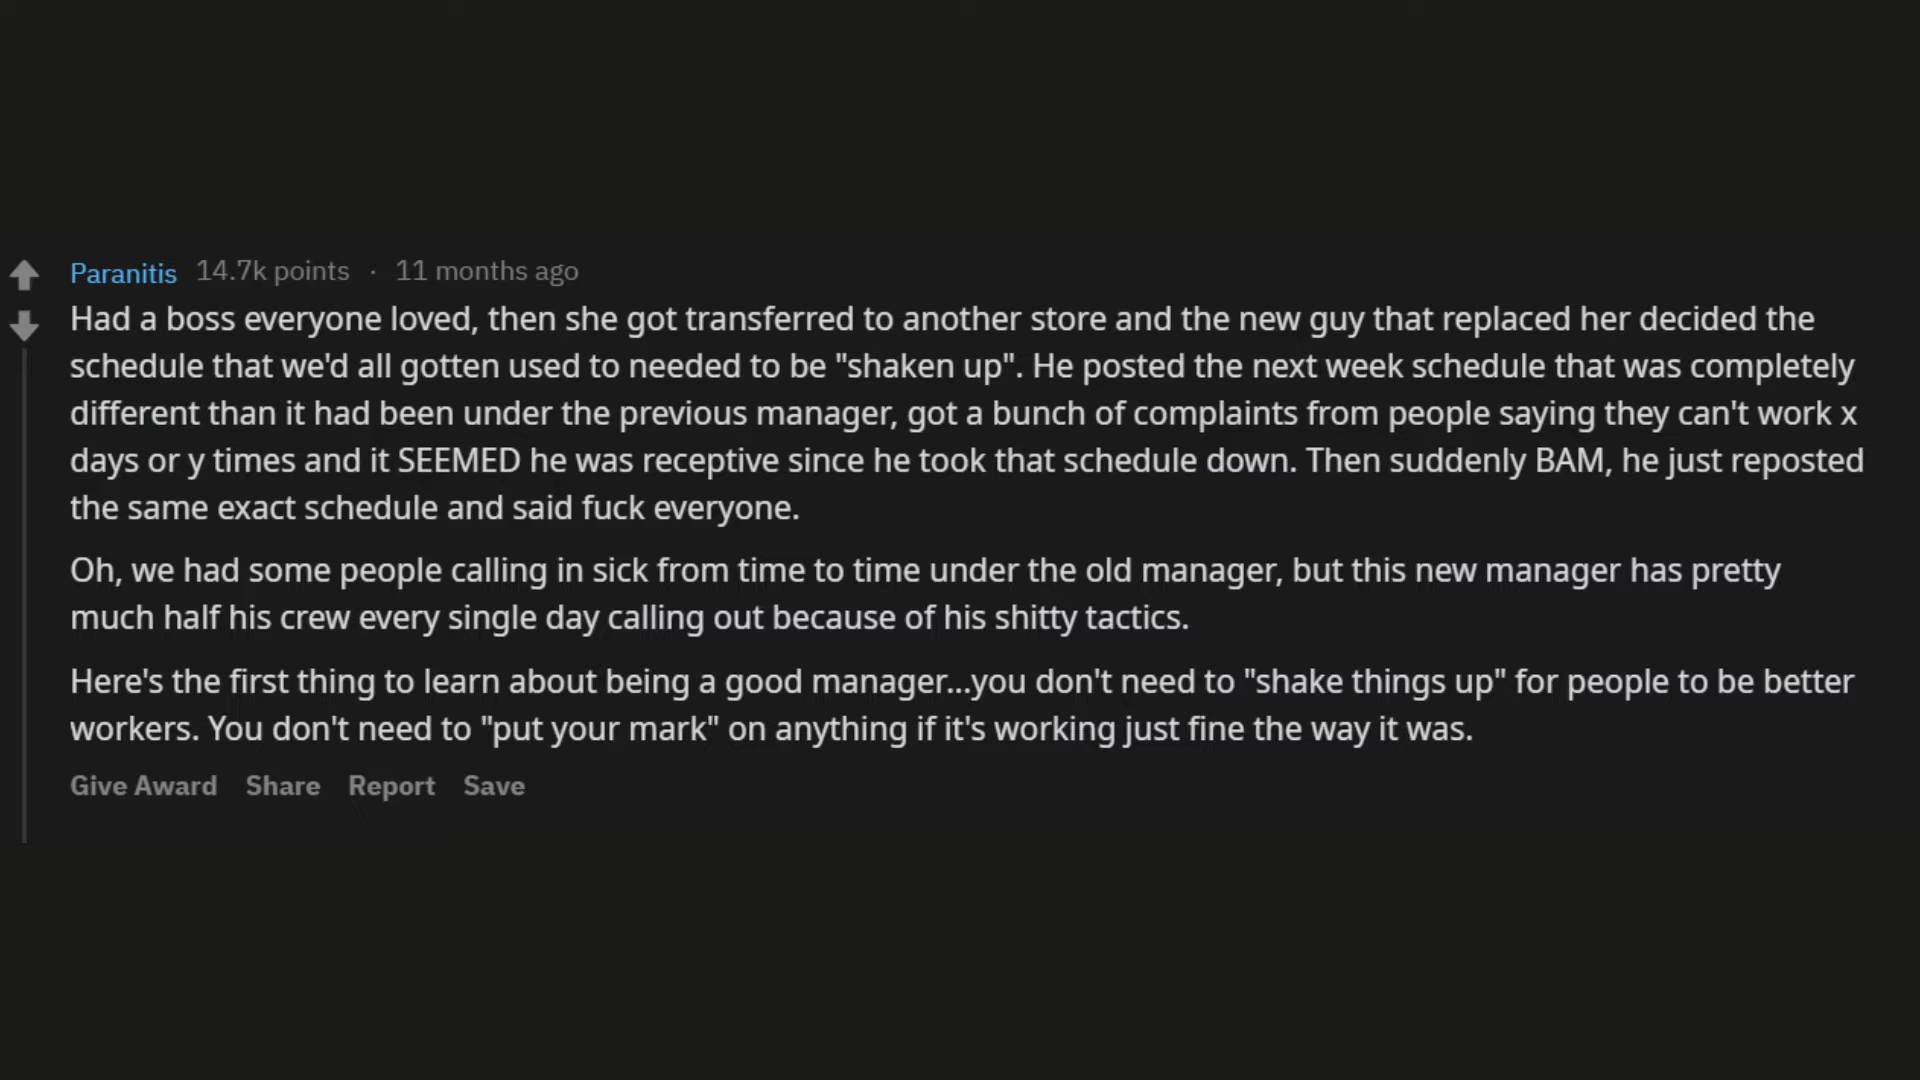 Paranitis 14.7k points · 11 months ago
Had a boss everyone loved, then she got transferred to another store and the new guy that replaced her decided the
schedule that we'd all gotten used to needed to be "shaken up". He posted the next week schedule that was completely
different than it had been under the previous manager, got a bunch of complaints from people saying they can't work x
days or y times and it SEEMED he was receptive since he took that schedule down. Then suddenly BAM, he just reposted
the same exact schedule and said fuck everyone.
Oh, we had some people calling in sick from time to time under the old manager, but this new manager has pretty
much half his crew every single day calling out because of his shitty tactics.
Here's the first thing to learn about being a good manager...you don't need to "shake things up" for people to be better
workers. You don't need to "put your mark" on anything if it's working just fine the way it was.
Give Award Share Report Save